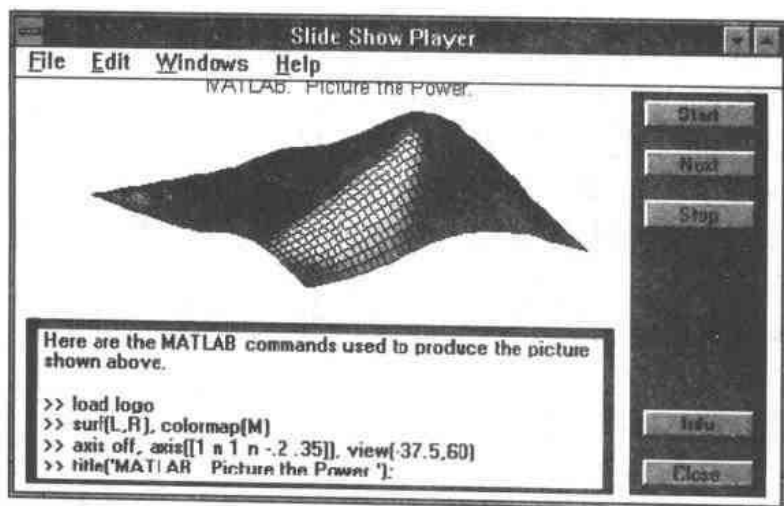 Slide Show Player
File Edit Windows Help
MATLAB. Picture the Power.
Start
Next
Stop
Here are the MATLAB commands used to produce the picture
shown above.
>> load logo
>> surf(L,R), colormap(M)
>> axis off, axis([1 n 1 n -.2 .35]), view(-37.5,60)
>> title('MATLAB Picture the Power ');
Info
Close